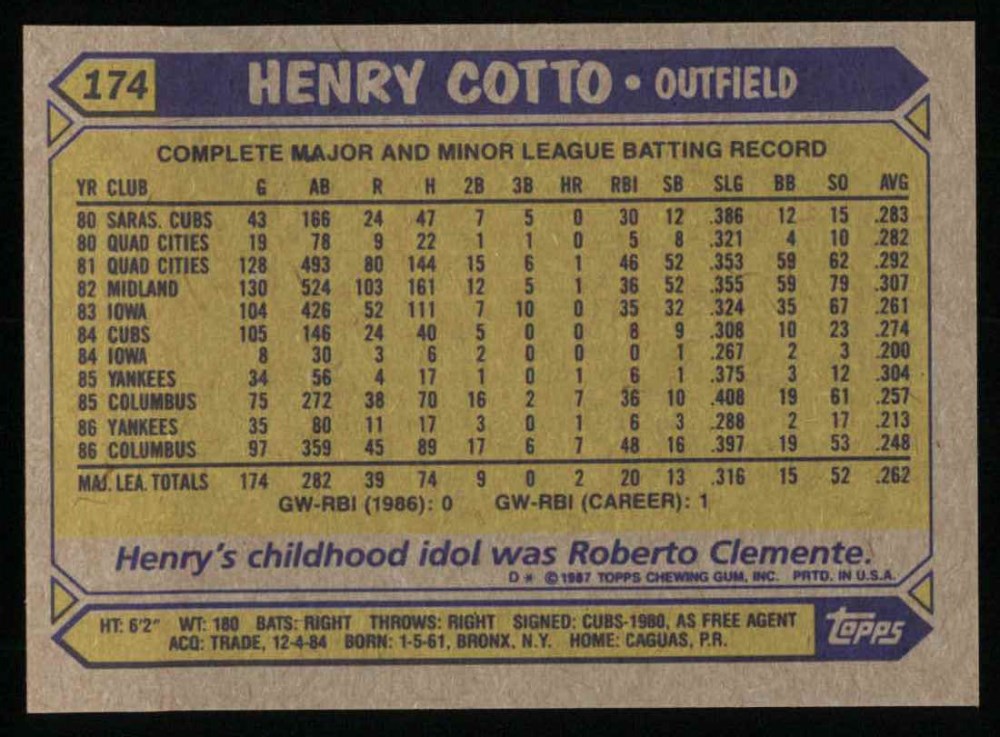 174 HENRY COTTO • OUTFIELD
COMPLETE MAJOR AND MINOR LEAGUE BATTING RECORD
YR CLUB G AB R H 2B 3B HR RBI SB SLG BB SO AVG
80 SARAS. CUBS 43 166 24 47 7 5 0 30 12 .386 12 15 .283
80 QUAD CITIES 19 78 9 22 1 1 0 5 8 .321 4 10 .282
81 QUAD CITIES 128 493 80 144 15 6 1 46 52 .353 59 62 .292
82 MIDLAND 130 524 103 161 12 5 1 36 52 .355 59 79 .307
83 IOWA 104 426 52 111 7 10 0 35 32 .324 35 67 .261
84 CUBS 105 146 24 40 5 0 0 8 9 .308 10 23 .274
84 IOWA 8 30 3 6 2 0 0 0 1 .267 2 3 .200
85 YANKEES 34 56 4 17 1 0 1 6 1 .375 3 12 .304
85 COLUMBUS 75 272 38 70 16 2 7 36 10 .408 19 61 .257
86 YANKEES 35 80 11 17 3 0 1 6 3 .288 2 17 .213
86 COLUMBUS 97 359 45 89 17 6 7 48 16 .397 19 53 .248
MAJ. LEA. TOTALS 174 282 39 74 9 0 2 20 13 .316 15 52 .262
GW-RBI (1986): 0 GW-RBI (CAREER): 1
Henry's childhood idol was Roberto Clemente.
D* ©1987 TOPPS CHEWING GUM, INC. PRTD. IN U.S.A.
HT: 6'2" WT: 180 BATS: RIGHT THROWS: RIGHT SIGNED: CUBS-1980, AS FREE AGENT
ACQ: TRADE, 12-4-84 BORN: 1-5-61, BRONX, N.Y. HOME: CAGUAS, P.R.
topps